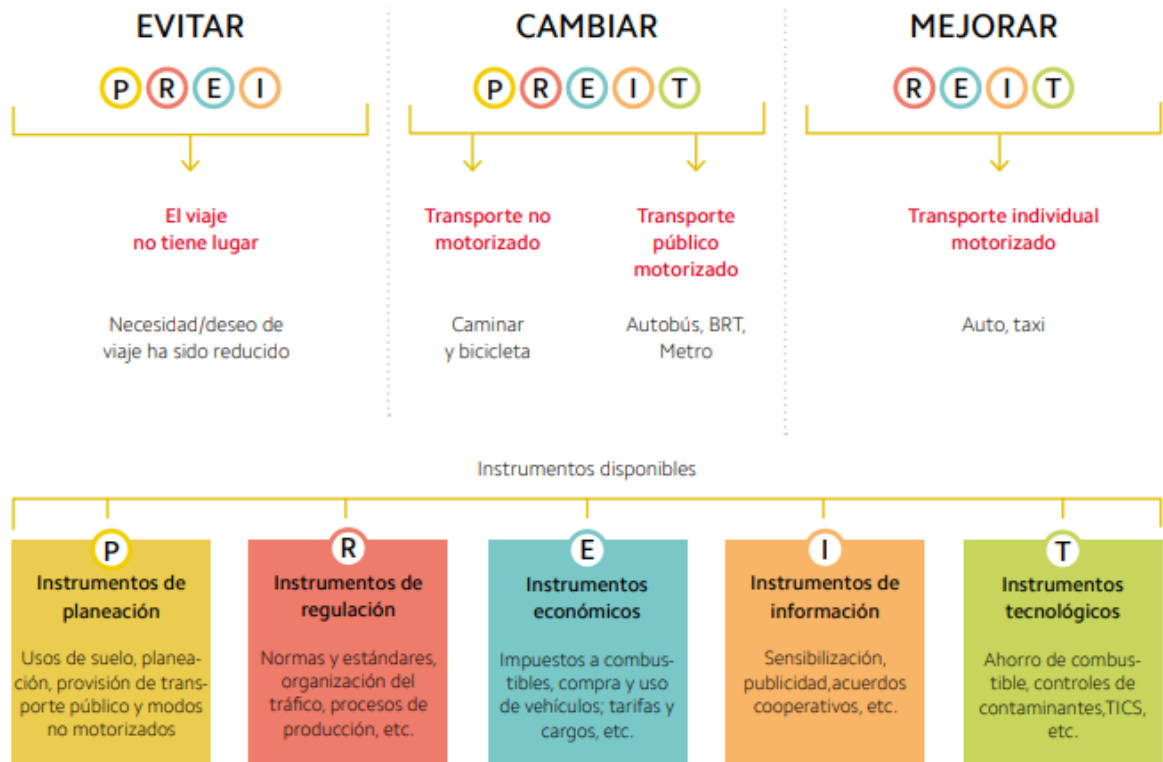 EVITAR
P R E I
El viaje
no tiene lugar
Necesidad/deseo de
viaje ha sido reducido
CAMBIAR
P R E I T
Transporte no
motorizado
Caminar
y bicicleta
Transporte
público
motorizado
Autobús, BRT,
Metro
MEJORAR
R E I T
Transporte individual
motorizado
Auto, taxi
Instrumentos disponibles
P
Instrumentos de
planeación
Usos de suelo, planea-
ción, provisión de trans-
porte público y modos
no motorizados
R
Instrumentos de
regulación
Normas y estándares,
organización del
tráfico, procesos de
producción, etc.
E
Instrumentos
económicos
Impuestos a combus-
tibles, compra y uso
de vehículos; tarifas y
cargos, etc.
I
Instrumentos de
información
Sensibilización,
publicidad,acuerdos
cooperativos, etc.
T
Instrumentos
tecnológicos
Ahorro de combus-
tible, controles de
contaminantes,TICS,
etc.